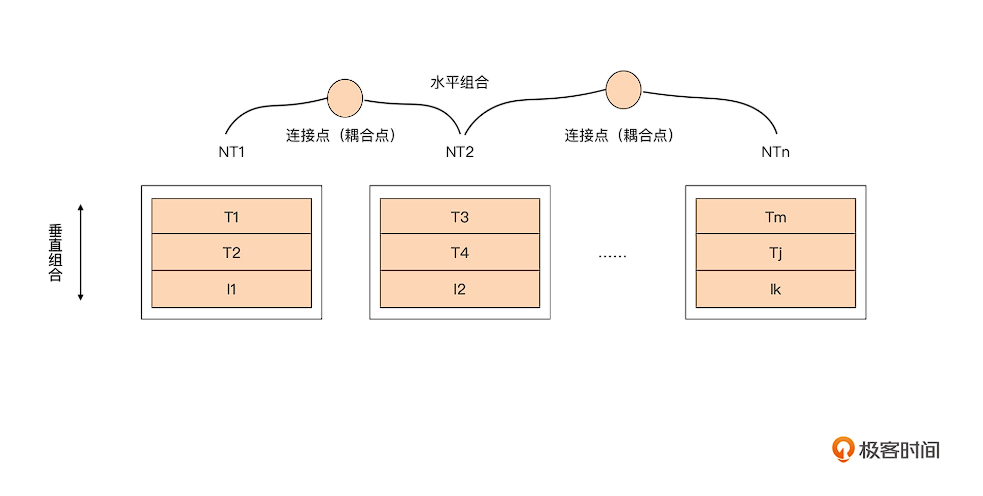 水平组合
连接点（耦合点）
连接点（耦合点）
NT1
NT2
NTn
垂直组合
T1
T3
Tm
T2
T4
......
Tj
I1
I2
Ik
极客时间